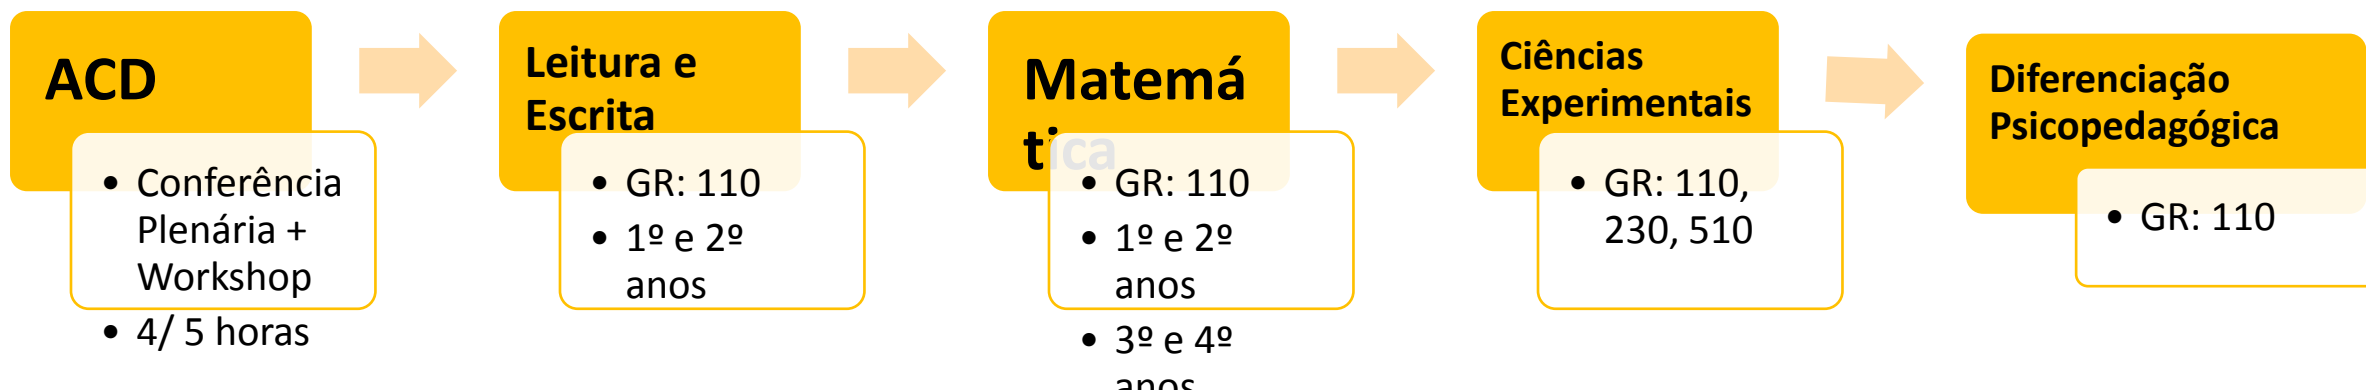 ACD
• Conferência
Plenária +
Workshop
• 4/ 5 horas
Leitura e
Escrita
• GR: 110
• 1º e 2º
anos
Matemá
tica
• GR: 110
• 1º e 2º
anos
• 3º e 4º
anos
Ciências
Experimentais
• GR: 110,
230, 510
Diferenciação
Psicopedagógica
• GR: 110